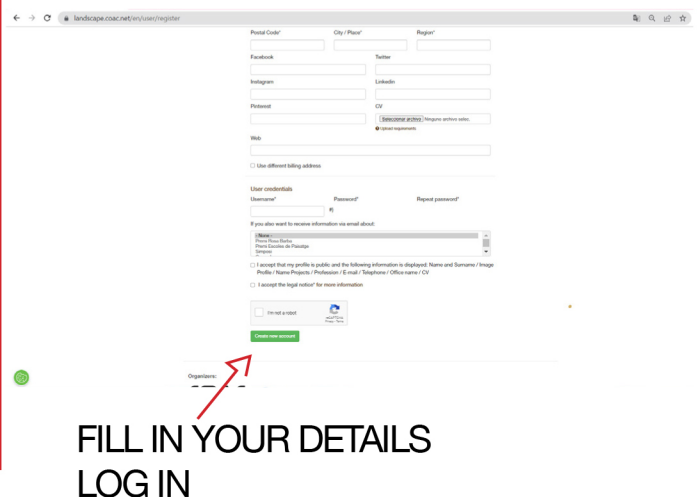 landscape.coac.net/en/user/register
Postal Code* City / Place* Region*
Facebook Twitter
Instagram Linkedin
Pinterest CV
Seleccionar archivo Ninguno archivo selec.
Upload requirements
Web
Use different billing address
User credentials
Username* Password* Repeat password*
If you also want to receive information via email about:
- None -
Premi Rosa Barba
Premi Escoles de Paisatge
Simposi
I accept that my profile is public and the following information is displayed: Name and Surname / Image
Profile / Name Projects / Profession / E-mail / Telephone / Office name / CV
I accept the legal notice* for more information
I'm not a robot
reCAPTCHA
Privacy - Terms
Create new account
Organizers:
FILL IN YOUR DETAILS
LOG IN